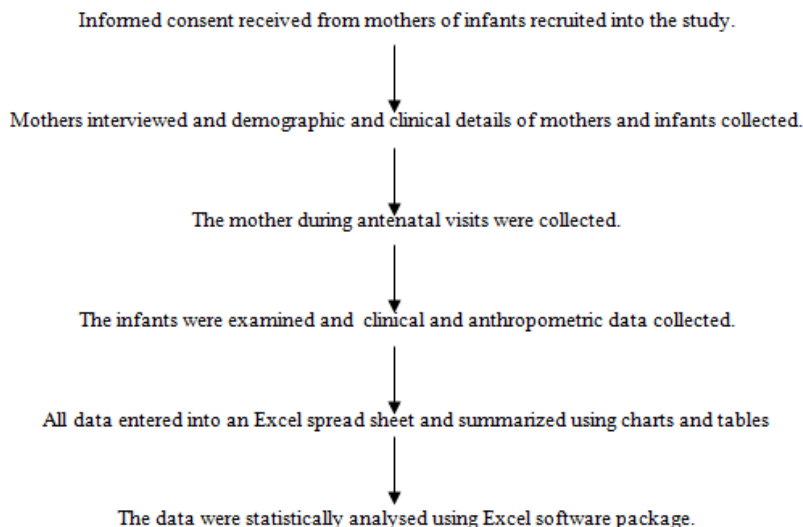 Informed consent received from mothers of infants recruited into the study.
Mothers interviewed and demographic and clinical details of mothers and infants collected.
The mother during antenatal visits were collected.
The infants were examined and clinical and anthropometric data collected.
All data entered into an Excel spread sheet and summarized using charts and tables
The data were statistically analysed using Excel software package.